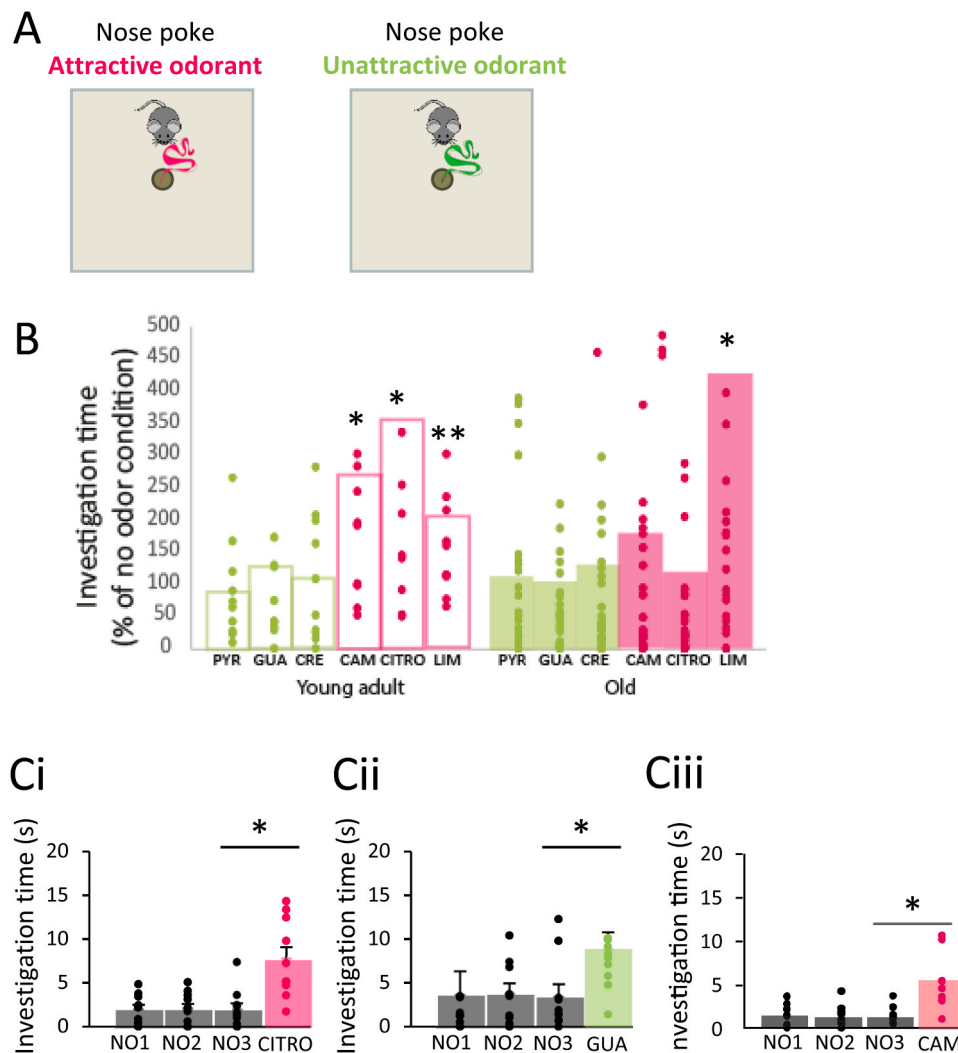 A
Nose poke
Attractive odorant
Nose poke
Unattractive odorant
B
Investigation time
(% of no odor condition)
500
450
400
350
300
250
200
150
100
50
0
*
*
**
*
PYR GUA CRE CAM CITRO LIM
PYR GUA CRE CAM CITRO LIM
Young adult
Old
Ci
Investigation time (s)
20
15
10
5
0
*
NO1 NO2 NO3 CITRO
Cii
Investigation time (s)
20
15
10
5
0
*
NO1 NO2 NO3 GUA
Ciii
nvestigation time (s)
20
15
10
5
0
*
NO1 NO2 NO3 CAM